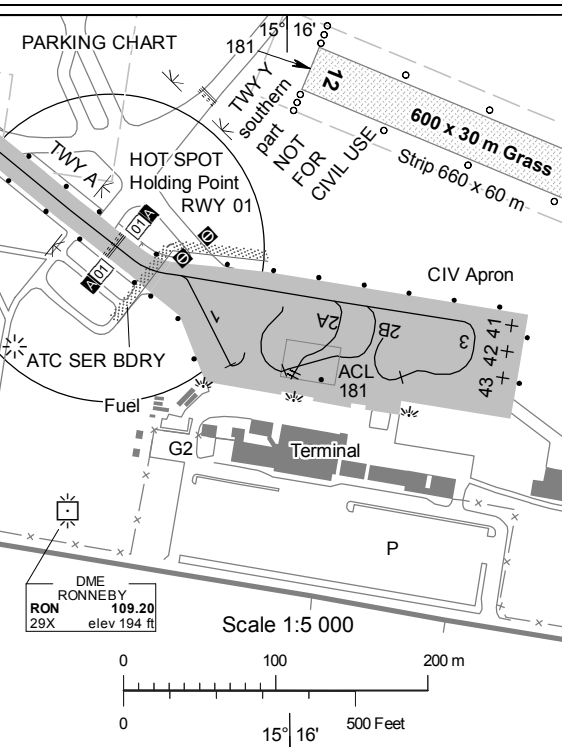 PARKING CHART
15° 16'
181
12
600 x 30 m Grass
Strip 660 x 60 m
TWY Y
southern
part
NOT
FOR
CIVIL USE
TWY A
HOT SPOT
Holding Point
RWY 01
01 A
A 01
CIV Apron
1
2A
2B
3
41
42
43
ATC SER BDRY
ACL
181
Fuel
G2
Terminal
P
DME
RONNEBY
RON 109.20
29X elev 194 ft
Scale 1:5 000
0 100 200 m
0 500 Feet
15° 16'